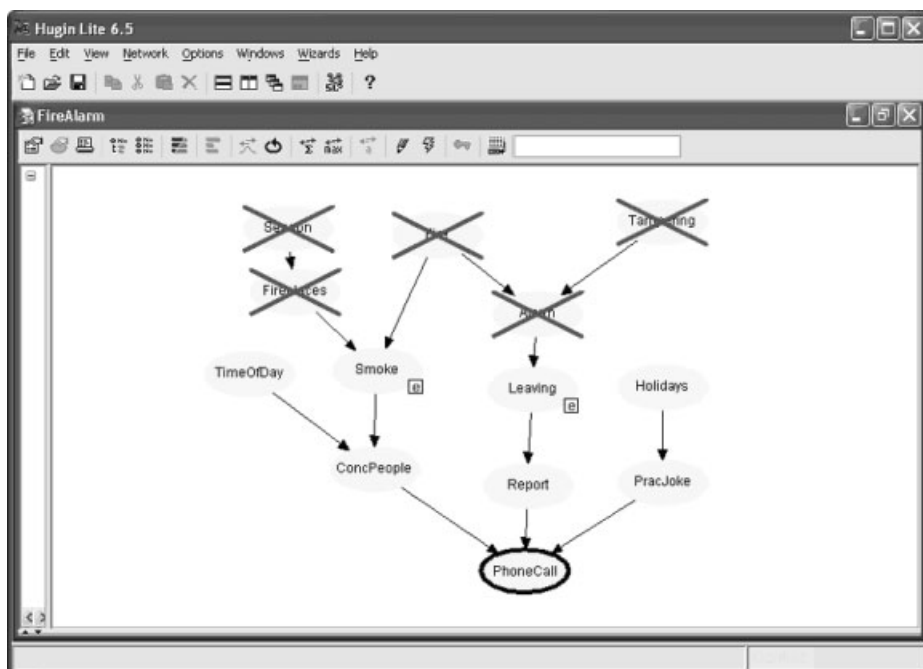 Hugin Lite 6.5
File Edit View Network Options Windows Wizards Help
FireAlarm
TimeOfDay
Smoke
e
Leaving
e
Holidays
ConcPeople
Report
PracJoke
PhoneCall